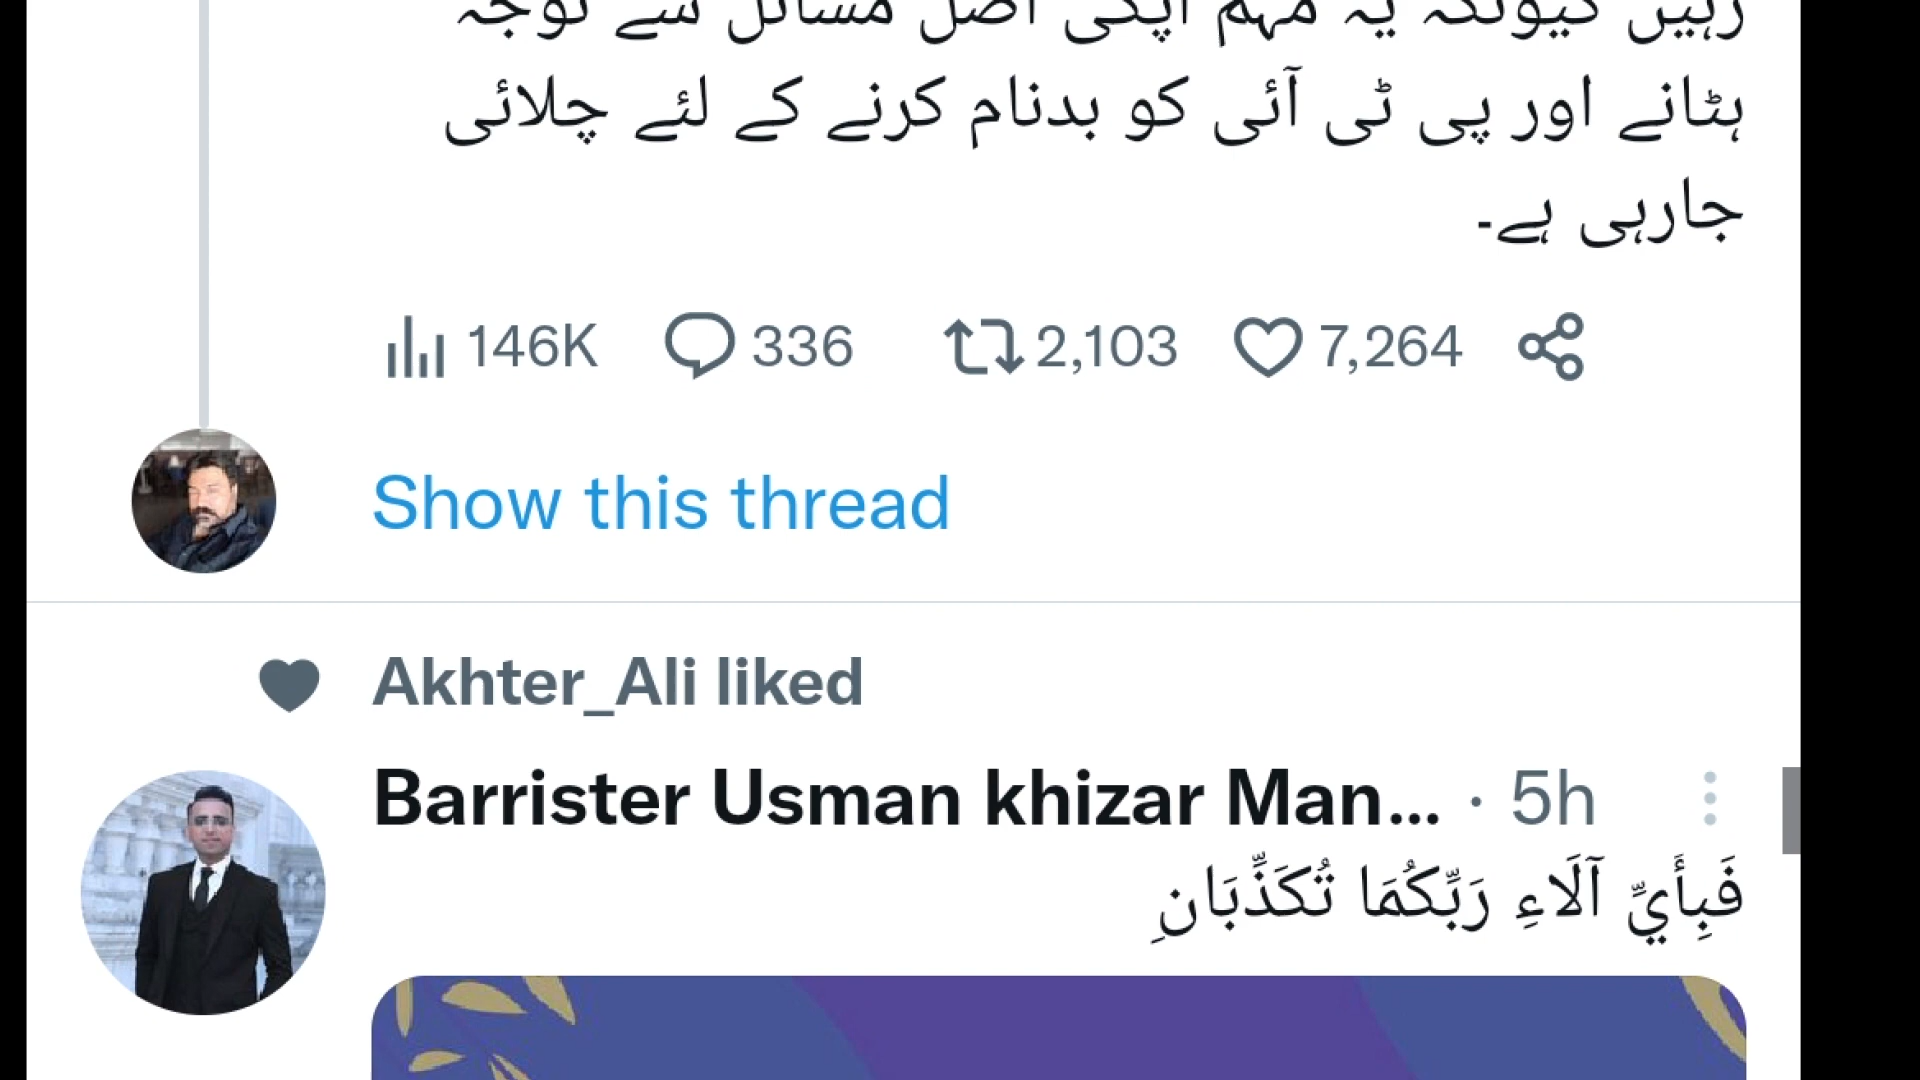 رہیں کیونکہ یہ مہم آپکی اصل مسائل سے توجہ
ہٹانے اور پی ٹی آئی کو بدنام کرنے کے لئے چلائی
جارہی ہے۔
146K 336 2,103 7,264
Show this thread
Akhter_Ali liked
Barrister Usman khizar Man... · 5h
فَبِأَيِّ آلَاءِ رَبِّكُمَا تُكَذِّبَانِ